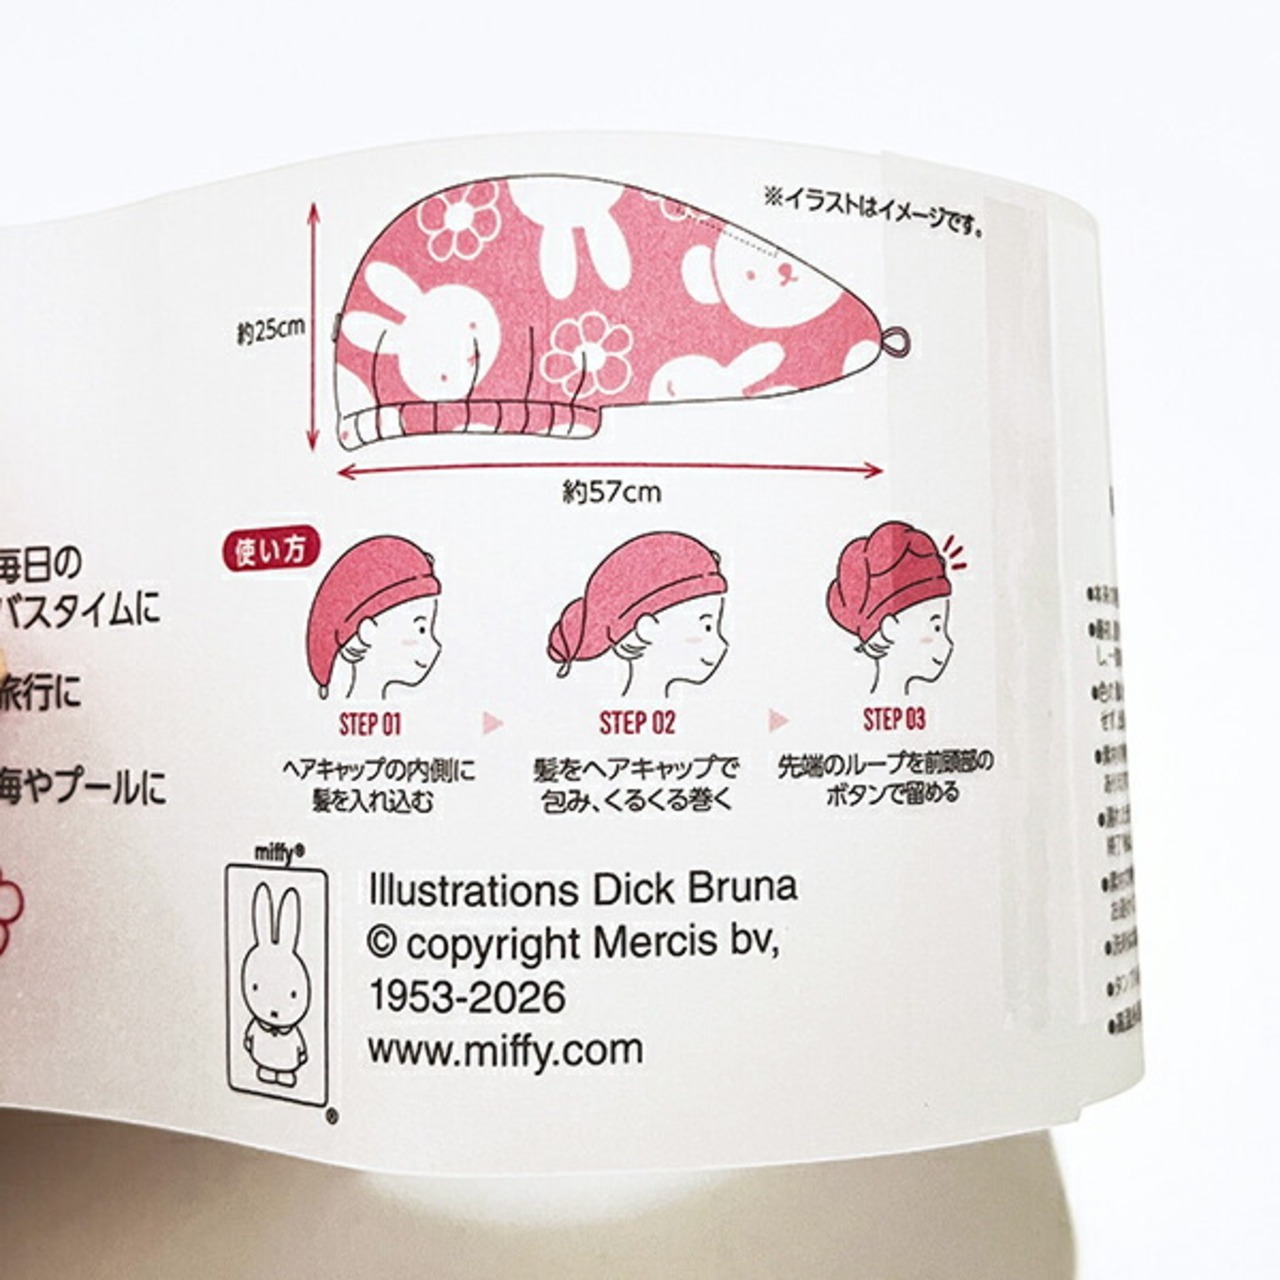 ※イラストはイメージです。
約25cm
約57cm
毎日の
バスタイムに
旅行に
海やプールに
使い方
STEP 01
ヘアキャップの内側に
髪を入れ込む
STEP 02
髪をヘアキャップで
包み、くるくる巻く
STEP 03
先端のループを前頭部の
ボタンで留める
miffy®
®
Illustrations Dick Bruna
© copyright Mercis bv,
1953-2026
www.miffy.com